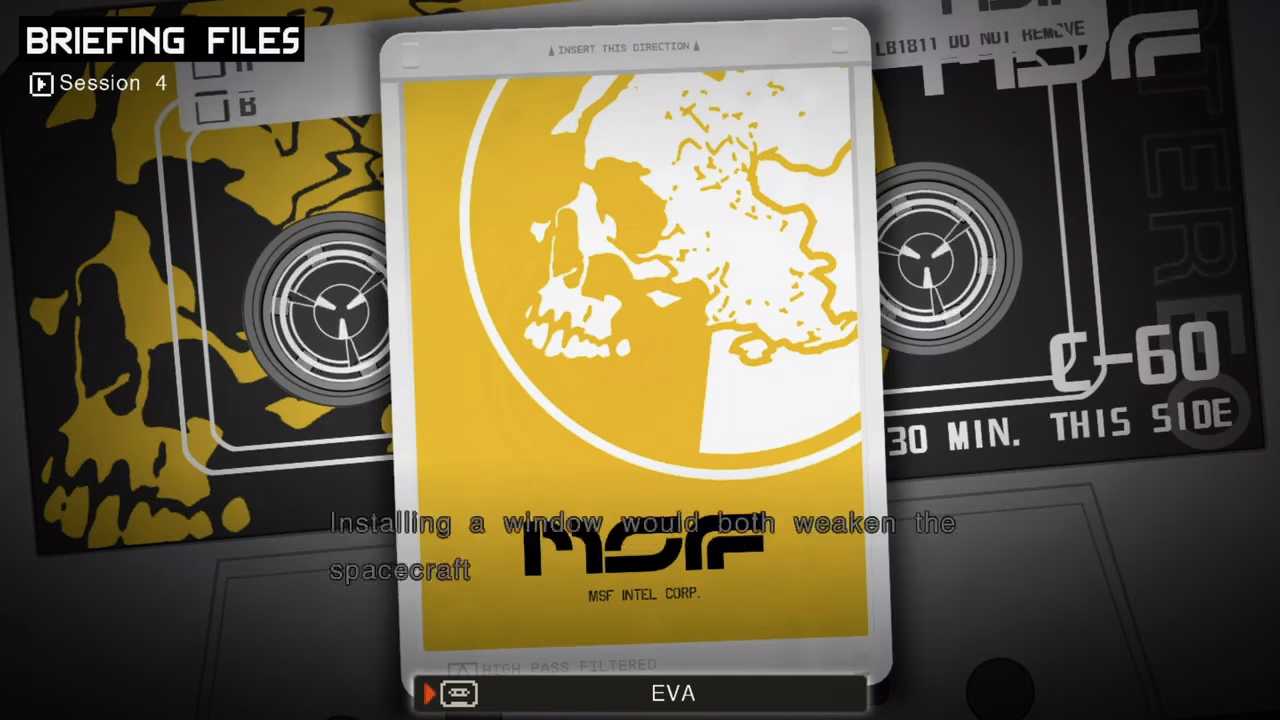 BRIEFING FILES
Session 4
INSERT THIS DIRECTION
LB1811 DO NOT REMOVE
MSF
B
C-60
30 MIN. THIS SIDE
Installing a window would both weaken the
spacecraft
MSF
MSF INTEL CORP.
A HIGH PASS FILTERED
EVA